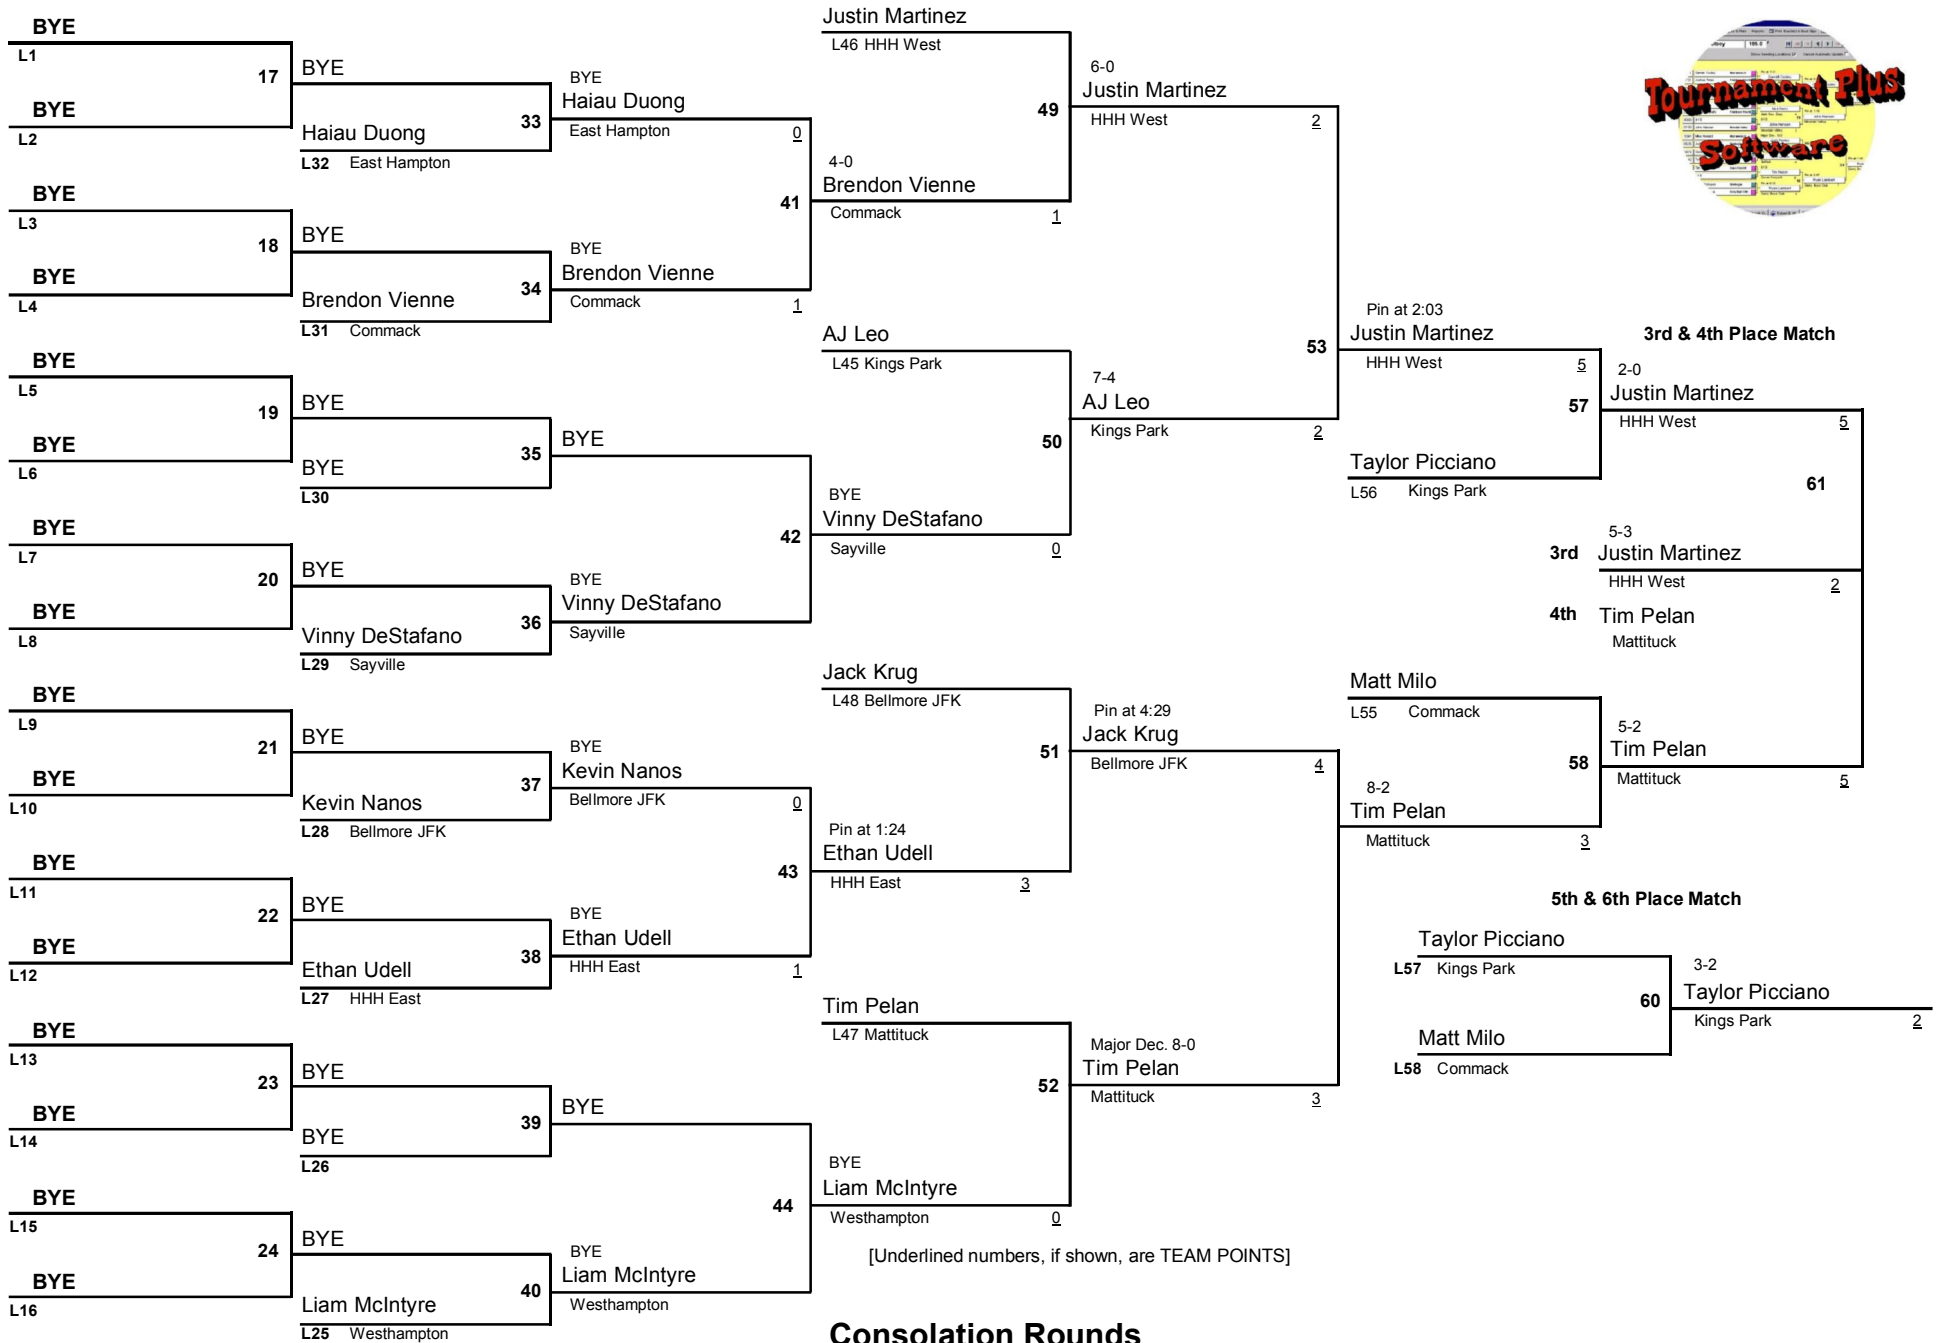 BYE
L1
17
BYE
L2
BYE
L3
18
BYE
L4
BYE
L5
19
BYE
L6
BYE
L7
20
BYE
L8
BYE
L9
21
BYE
L10
BYE
L11
22
BYE
L12
BYE
L13
23
BYE
L14
BYE
L15
24
BYE
L16
BYE
33
Haiau Duong
L32 East Hampton
BYE
34
Brendon Vienne
L31 Commack
BYE
35
BYE
L30
BYE
36
Vinny DeStafano
L29 Sayville
BYE
37
Kevin Nanos
L28 Bellmore JFK
BYE
38
Ethan Udell
L27 HHH East
BYE
39
BYE
L26
BYE
40
Liam McIntyre
L25 Westhampton
BYE
Haiau Duong
East Hampton
0
41
BYE
Brendon Vienne
Commack
1
BYE
42
BYE
Vinny DeStafano
Sayville
BYE
Kevin Nanos
Bellmore JFK
0
43
BYE
Ethan Udell
HHH East
1
BYE
44
BYE
Liam McIntyre
Westhampton
Justin Martinez
L46 HHH West
49
4-0
Brendon Vienne
Commack
1
AJ Leo
L45 Kings Park
50
BYE
Vinny DeStafano
Sayville
0
Jack Krug
L48 Bellmore JFK
51
Pin at 1:24
Ethan Udell
HHH East
3
Tim Pelan
L47 Mattituck
52
BYE
Liam McIntyre
Westhampton
0
6-0
Justin Martinez
HHH West
2
53
7-4
AJ Leo
Kings Park
2
Pin at 4:29
Jack Krug
Bellmore JFK
4
Major Dec. 8-0
Tim Pelan
Mattituck
3
Pin at 2:03
Justin Martinez
HHH West
5
57
Taylor Picciano
L56 Kings Park
Matt Milo
L55 Commack
58
8-2
Tim Pelan
Mattituck
3
Tournament Plus
Software
3rd & 4th Place Match
2-0
Justin Martinez
HHH West
5
61
5-3
3rd Justin Martinez
HHH West
2
4th Tim Pelan
Mattituck
5-2
Tim Pelan
Mattituck
5
5th & 6th Place Match
Taylor Picciano
L57 Kings Park
60
Matt Milo
L58 Commack
3-2
Taylor Picciano
Kings Park
2
[Underlined numbers, if shown, are TEAM POINTS]
Consolation Rounds